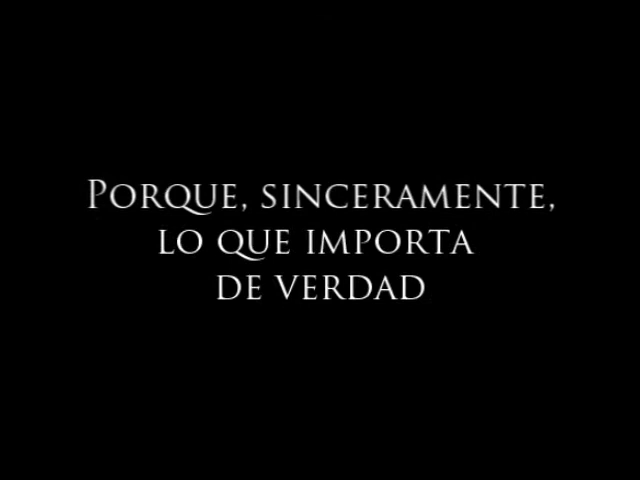 Porque, sinceramente,
lo que importa
de verdad